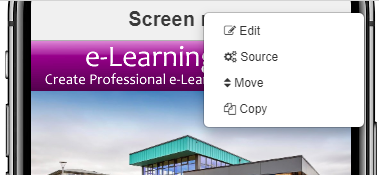 Screen
e-Learning
Create Professional
Edit
Source
Move
Copy